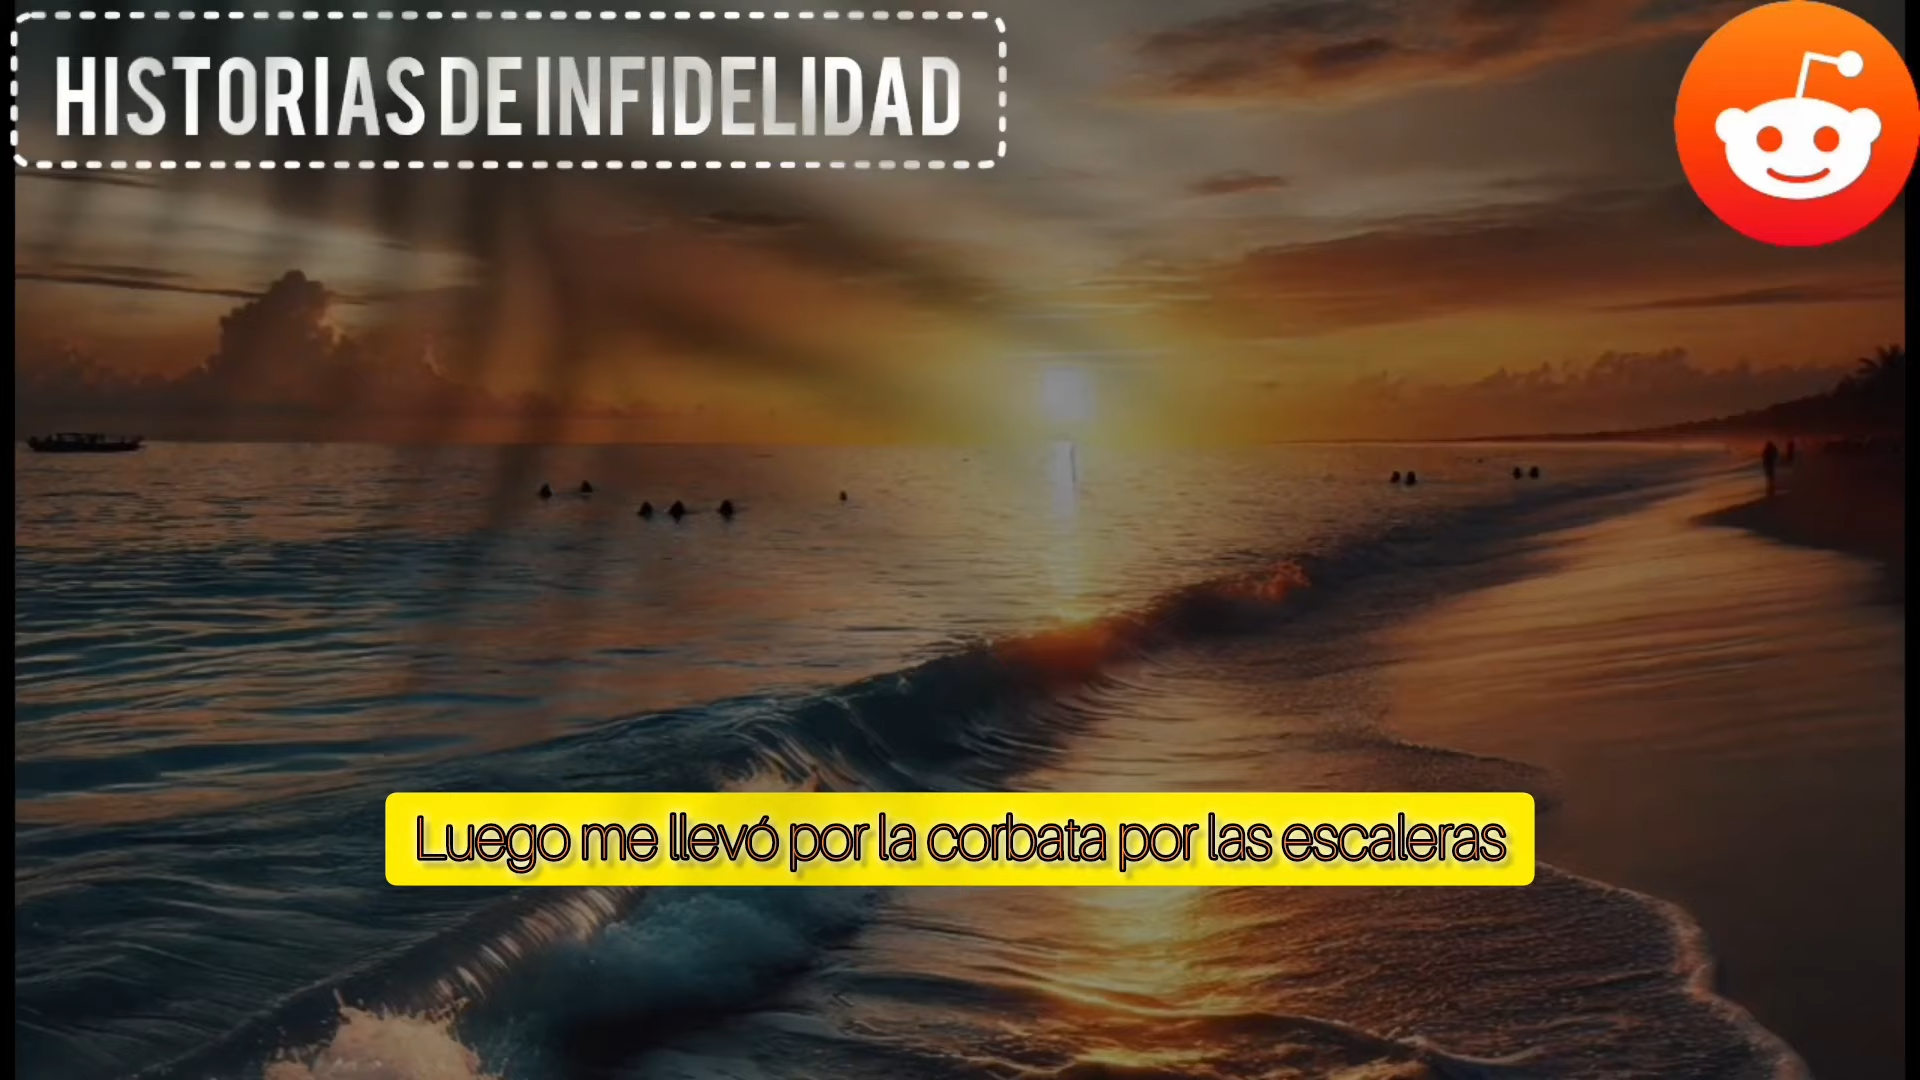 HISTORIAS DE INFIDELIDAD
Luego me llevó por la corbata por las escaleras